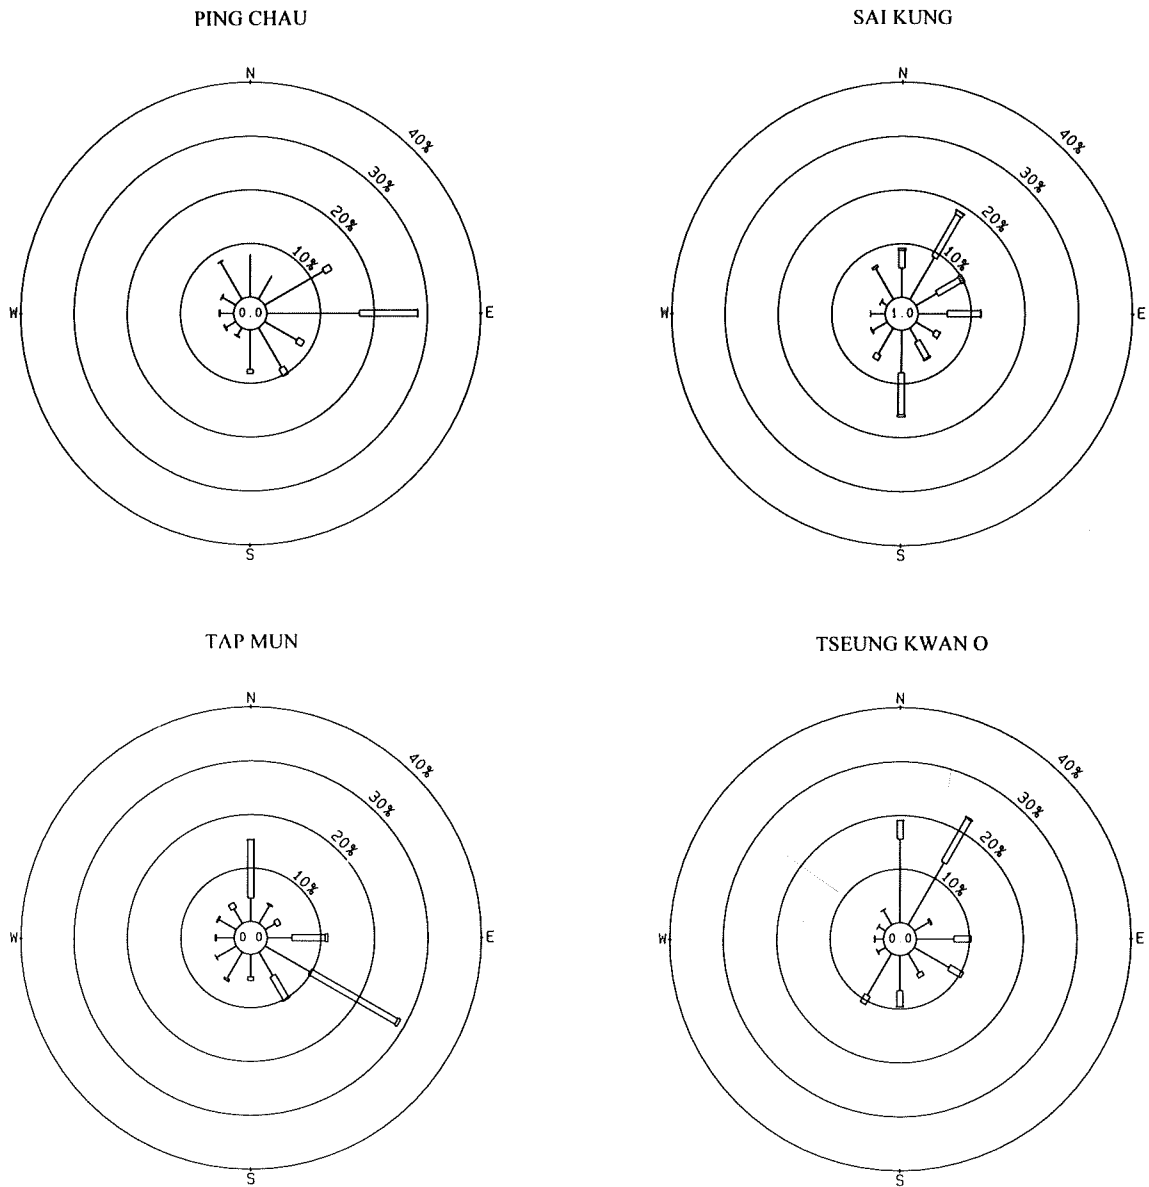 PING CHAU
N
40%
30%
20%
10%
W
0.0
E
S
SAI KUNG
N
40%
30%
20%
10%
W
1.0
E
S
TAP MUN
N
40%
30%
20%
10%
W
0 0
E
S
TSEUNG KWAN O
N
40%
30%
20%
10%
W
0.0
E
S